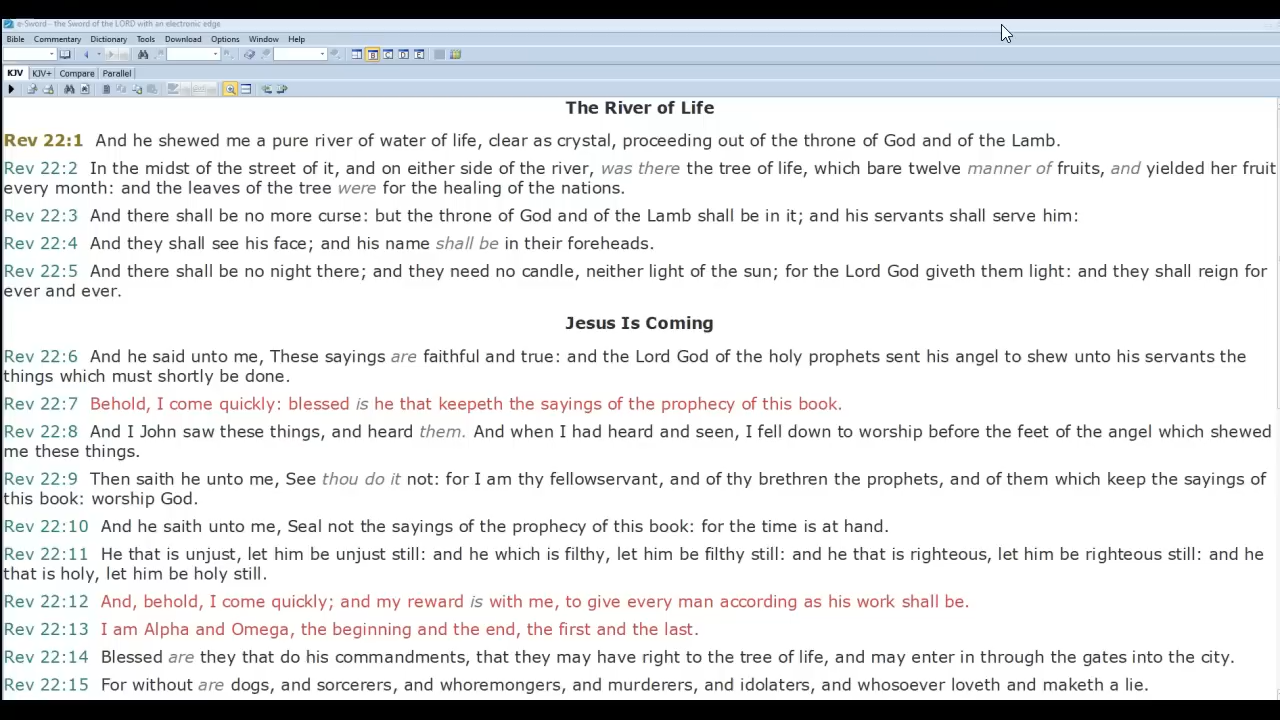 e-Sword - the Sword of the LORD with an electronic edge
Bible Commentary Dictionary Tools Download Options Window Help
KJV KJV+ Compare Parallel
The River of Life
Rev 22:1 And he shewed me a pure river of water of life, clear as crystal, proceeding out of the throne of God and of the Lamb.
Rev 22:2 In the midst of the street of it, and on either side of the river, was there the tree of life, which bare twelve manner of fruits, and yielded her fruit
every month: and the leaves of the tree were for the healing of the nations.
Rev 22:3 And there shall be no more curse: but the throne of God and of the Lamb shall be in it; and his servants shall serve him:
Rev 22:4 And they shall see his face; and his name shall be in their foreheads.
Rev 22:5 And there shall be no night there; and they need no candle, neither light of the sun; for the Lord God giveth them light: and they shall reign for
ever and ever.
Jesus Is Coming
Rev 22:6 And he said unto me, These sayings are faithful and true: and the Lord God of the holy prophets sent his angel to shew unto his servants the
things which must shortly be done.
Rev 22:7 Behold, I come quickly: blessed is he that keepeth the sayings of the prophecy of this book.
Rev 22:8 And I John saw these things, and heard them. And when I had heard and seen, I fell down to worship before the feet of the angel which shewed
me these things.
Rev 22:9 Then saith he unto me, See thou do it not: for I am thy fellowservant, and of thy brethren the prophets, and of them which keep the sayings of
this book: worship God.
Rev 22:10 And he saith unto me, Seal not the sayings of the prophecy of this book: for the time is at hand.
Rev 22:11 He that is unjust, let him be unjust still: and he which is filthy, let him be filthy still: and he that is righteous, let him be righteous still: and he
that is holy, let him be holy still.
Rev 22:12 And, behold, I come quickly; and my reward is with me, to give every man according as his work shall be.
Rev 22:13 I am Alpha and Omega, the beginning and the end, the first and the last.
Rev 22:14 Blessed are they that do his commandments, that they may have right to the tree of life, and may enter in through the gates into the city.
Rev 22:15 For without are dogs, and sorcerers, and whoremongers, and murderers, and idolaters, and whosoever loveth and maketh a lie.